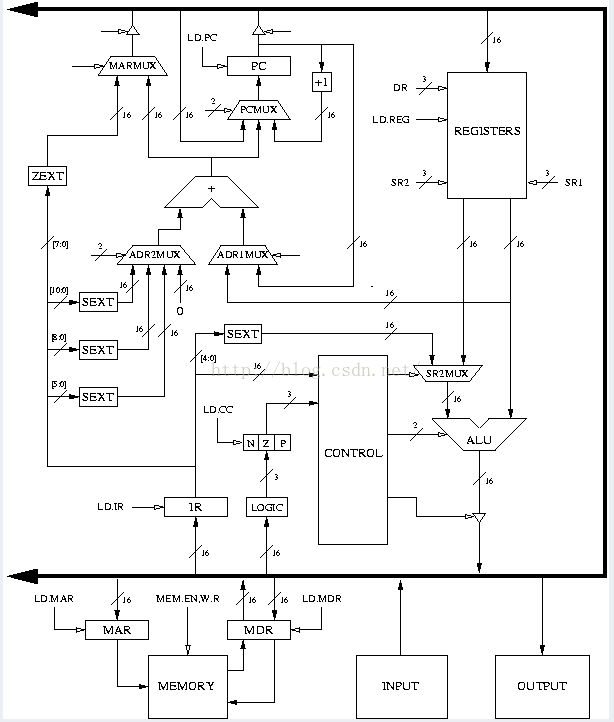 LD.PC
16
MARMUX
PC
+1
2
PCMUX
16
16
16
16
3
DR
LD.REG
REGISTERS
ZEXT
3
SR2
3
SR1
+
[7:0]
2
ADR2MUX
ADR1MUX
16
16
16
[10:0]
SEXT
16
16
0
16
[8:0]
SEXT
16
16
SEXT
16
[4:0]
http://blog.csdn.net
16
SR2MUX
[5:0]
SEXT
16
LD.CC
3
N Z P
CONTROL
2
ALU
3
16
LD.IR
IR
LOGIC
16
16
LD.MAR
16
MEM.EN,W.R
16
16
LD.MDR
MAR
MDR
MEMORY
INPUT
OUTPUT